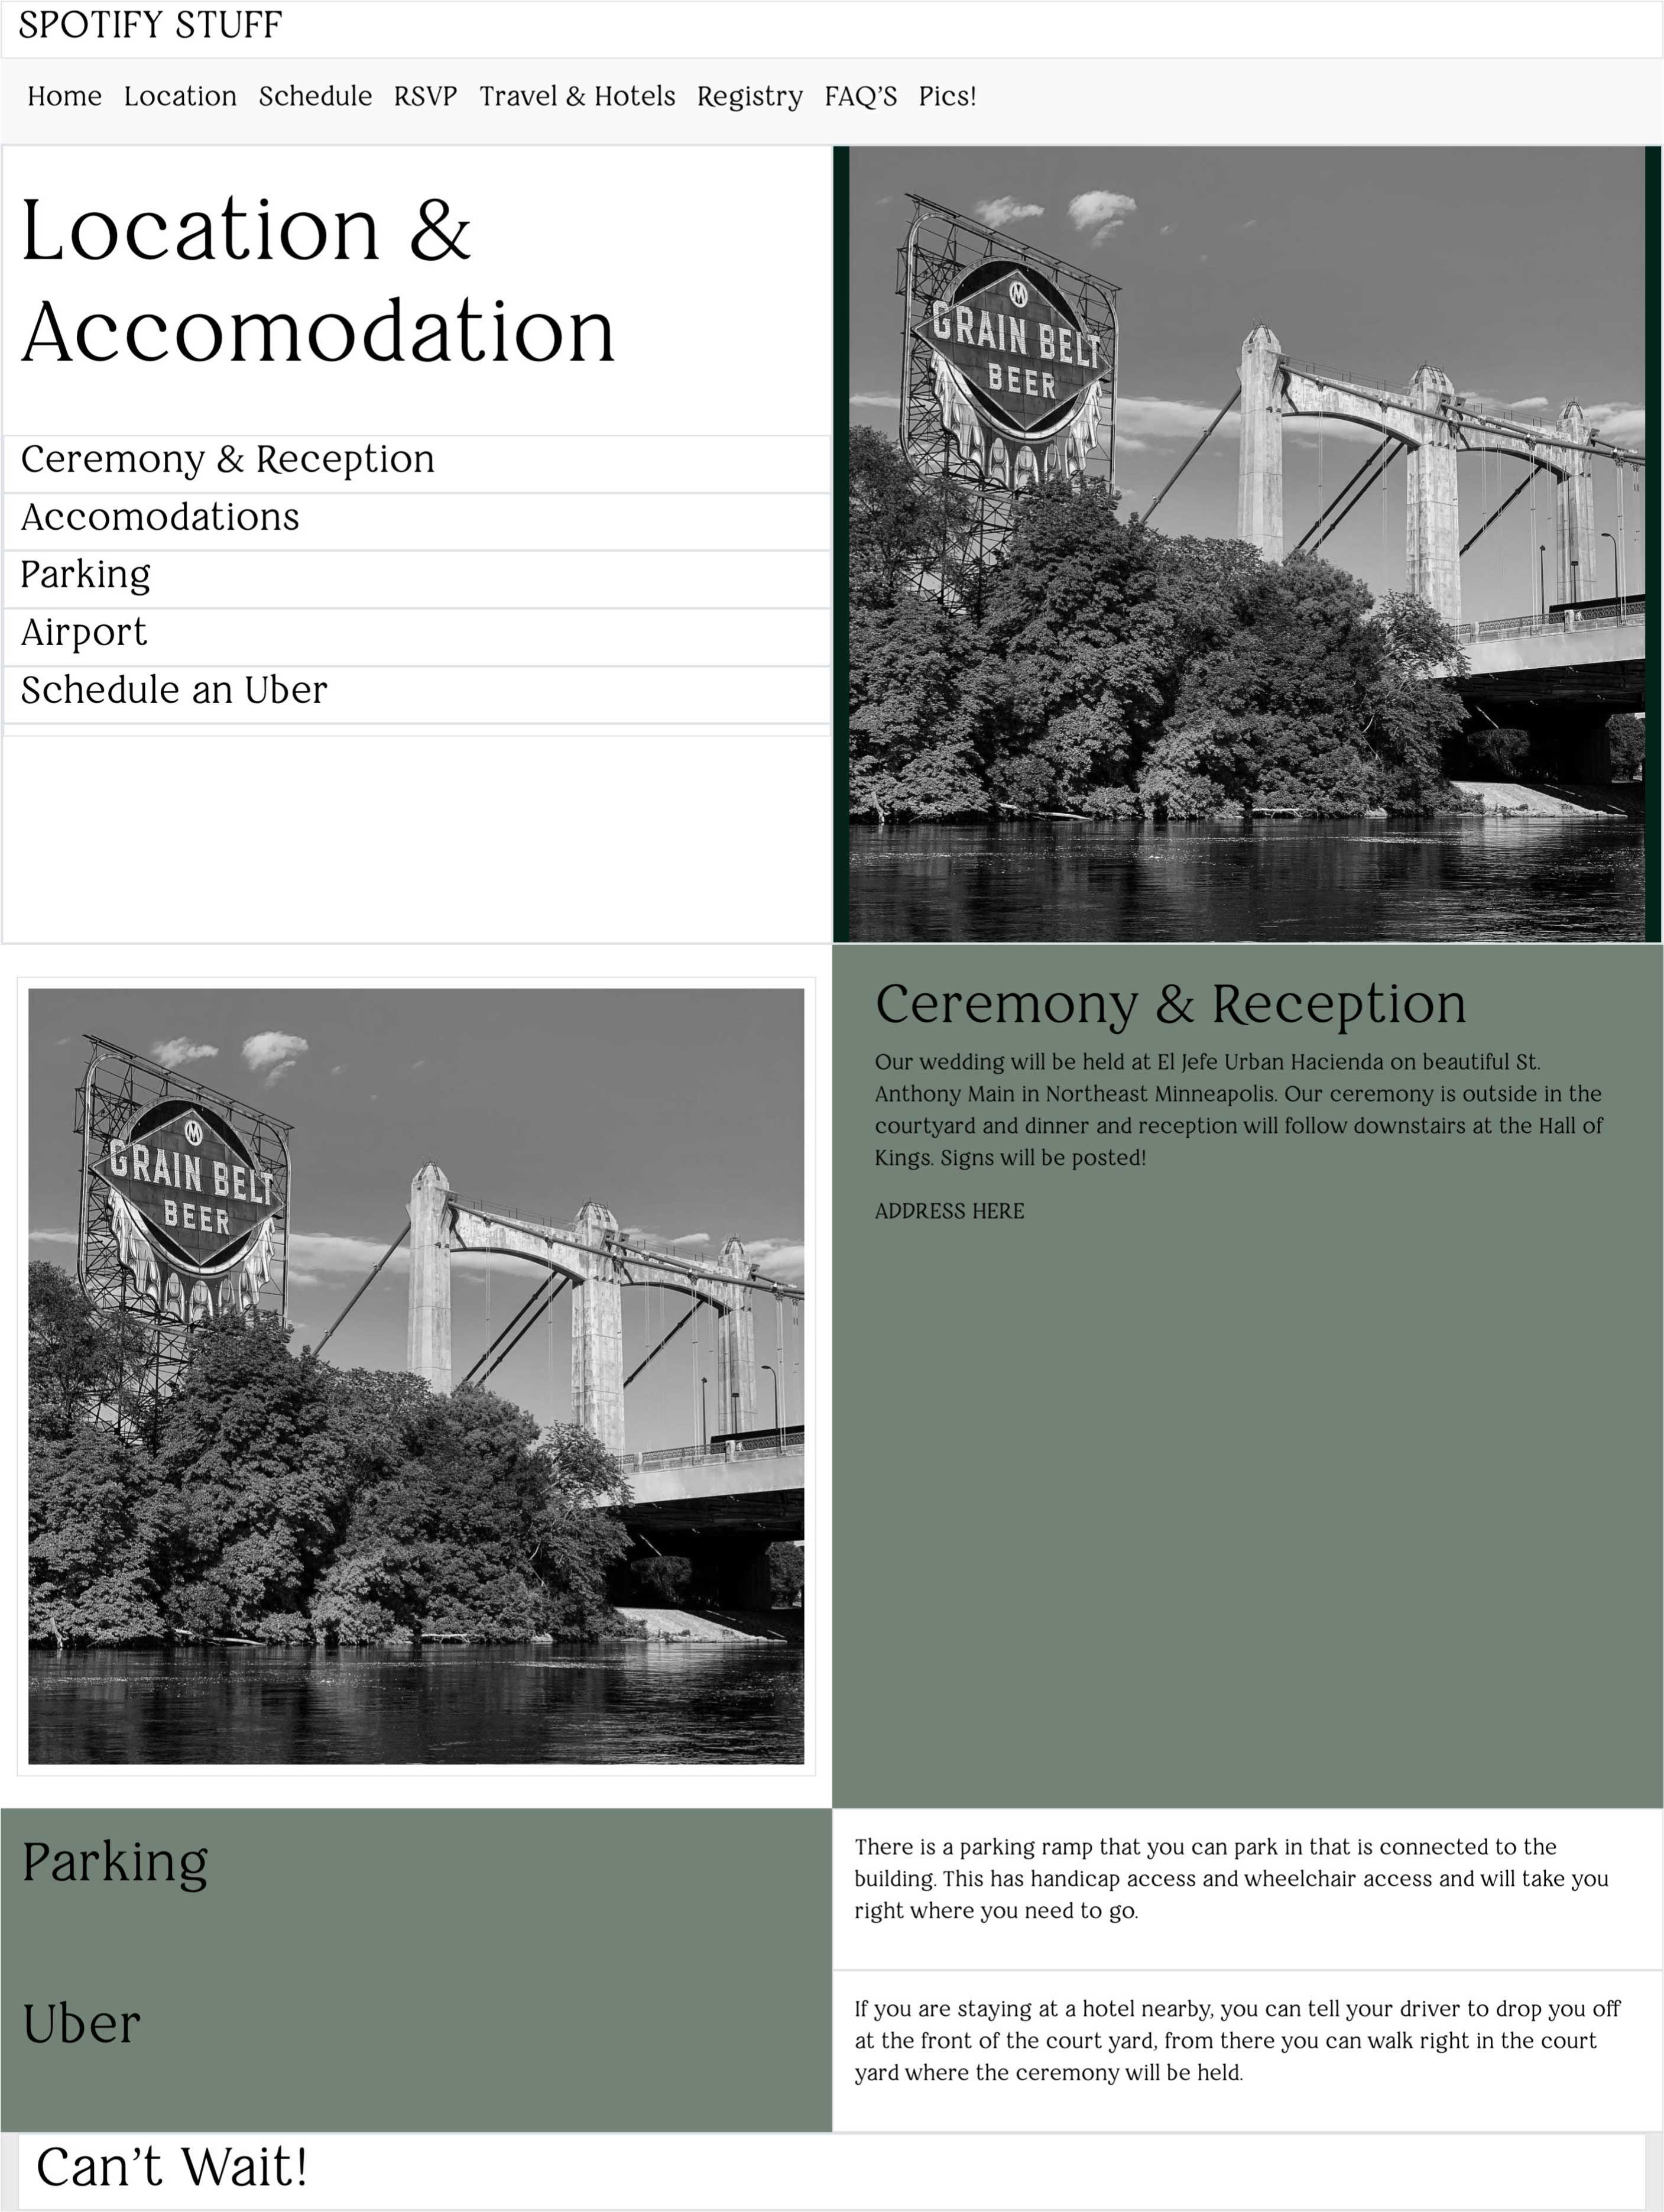 SPOTIFY STUFF
Home Location Schedule RSVP Travel & Hotels Registry FAQ'S Pics!
Location &
Accomodation
Ceremony & Reception
Accomodations
Parking
Airport
Schedule an Uber
M
GRAIN BELT
BEER
M
GRAIN BELT
BEER
Ceremony & Reception
Our wedding will be held at El Jefe Urban Hacienda on beautiful St.
Anthony Main in Northeast Minneapolis. Our ceremony is outside in the
courtyard and dinner and reception will follow downstairs at the Hall of
Kings. Signs will be posted!
ADDRESS HERE
Parking
There is a parking ramp that you can park in that is connected to the
building. This has handicap access and wheelchair access and will take you
right where you need to go.
Uber
If you are staying at a hotel nearby, you can tell your driver to drop you off
at the front of the court yard, from there you can walk right in the court
yard where the ceremony will be held.
Can't Wait!